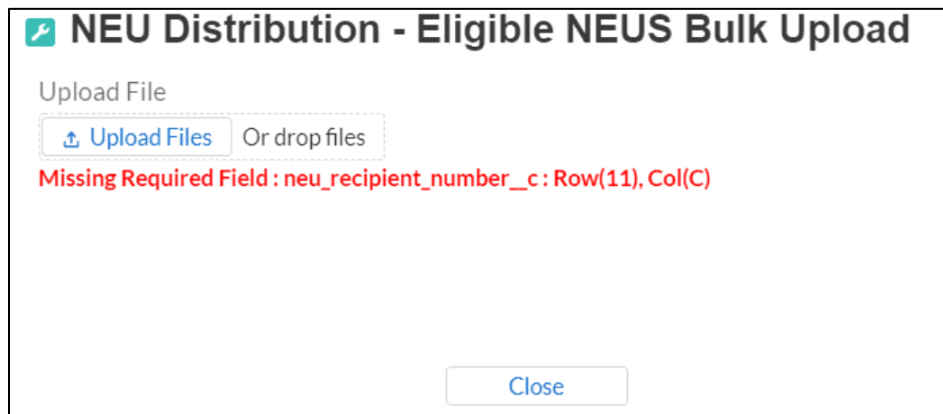 NEU Distribution - Eligible NEUS Bulk Upload
Upload File
Upload Files Or drop files
Missing Required Field : neu_recipient_number__c : Row(11), Col(C)
Close